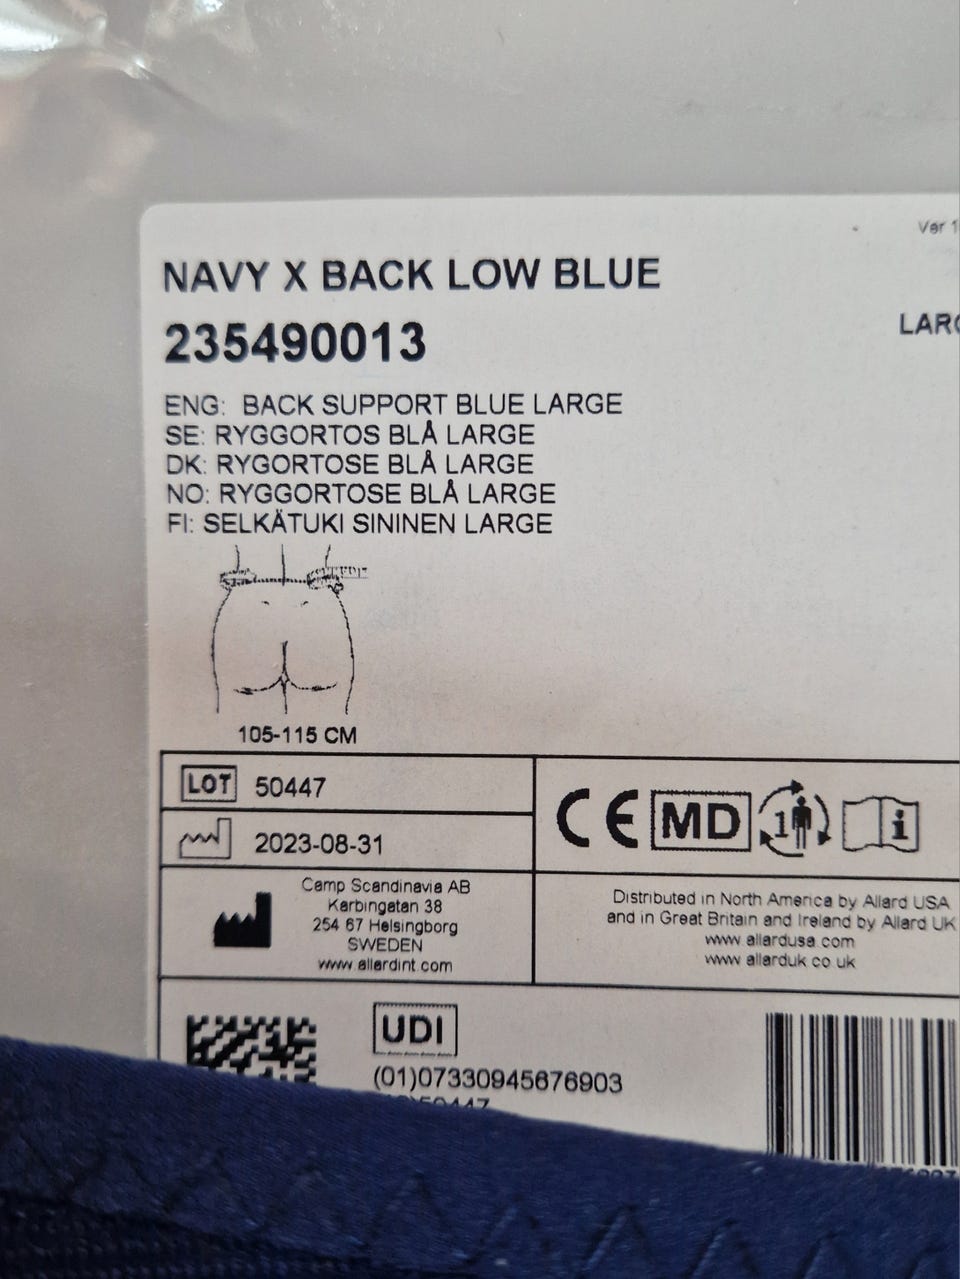 Ver 1
NAVY X BACK LOW BLUE
LARG
235490013
ENG: BACK SUPPORT BLUE LARGE
SE: RYGGORTOS BLÅ LARGE
DK: RYGORTOSE BLÅ LARGE
NO: RYGGORTOSE BLÅ LARGE
FI: SELKÄTUKI SININEN LARGE
105-115 CM
LOT 50447
2023-08-31
CE MD 1 i
Camp Scandinavia AB
Karbingatan 38
254 67 Helsingborg
SWEDEN
www.allardint.com
Distributed in North America by Allard USA
and in Great Britain and Ireland by Allard UK
www.allardusa.com
www.allarduk.co.uk
UDI
(01)07330945676903